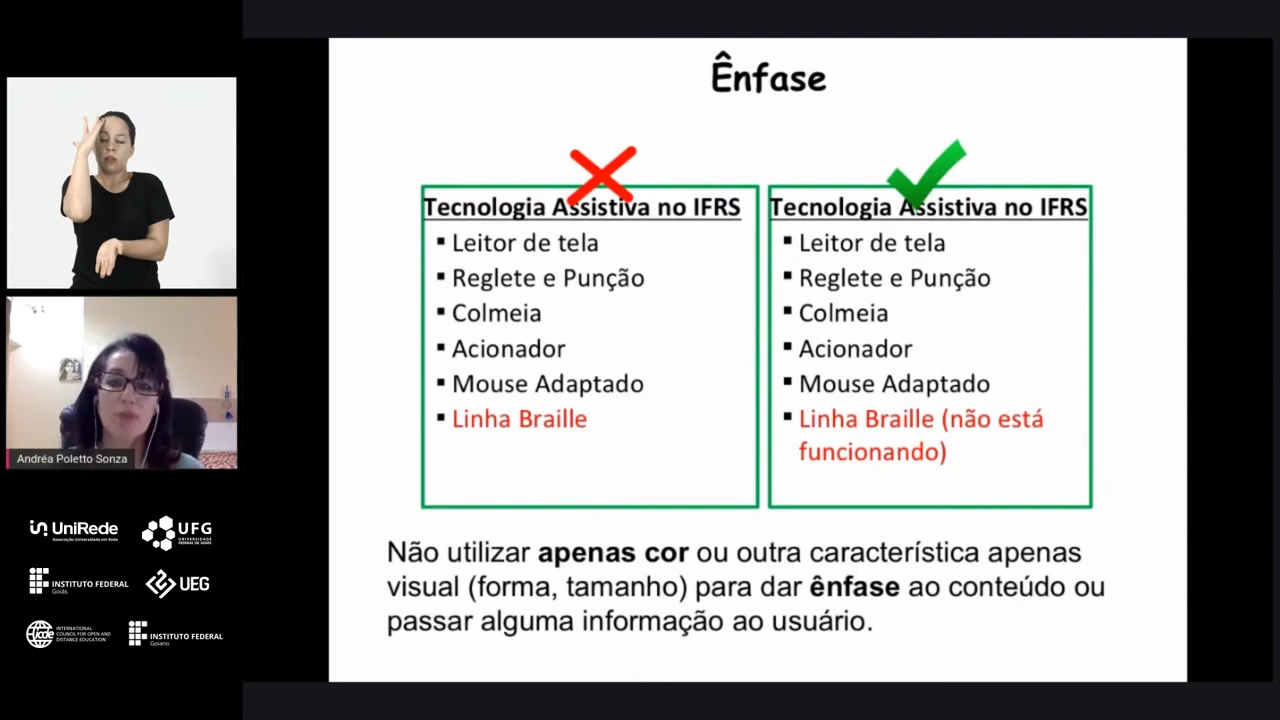 Ênfase
Tecnologia Assistiva no IFRS
▪ Leitor de tela
▪ Reglete e Punção
▪ Colmeia
▪ Acionador
▪ Mouse Adaptado
▪ Linha Braille
Tecnologia Assistiva no IFRS
▪ Leitor de tela
▪ Reglete e Punção
▪ Colmeia
▪ Acionador
▪ Mouse Adaptado
▪ Linha Braille (não está
funcionando)
Não utilizar apenas cor ou outra característica apenas
visual (forma, tamanho) para dar ênfase ao conteúdo ou
passar alguma informação ao usuário.
Andréa Poletto Sonza
UniRede
Associação Universidade em Rede
UFG
UNIVERSIDADE
FEDERAL DE GOIÁS
INSTITUTO FEDERAL
Goiás
UEG
icde
INTERNATIONAL
COUNCIL FOR OPEN AND
DISTANCE EDUCATION
INSTITUTO FEDERAL
Goiano